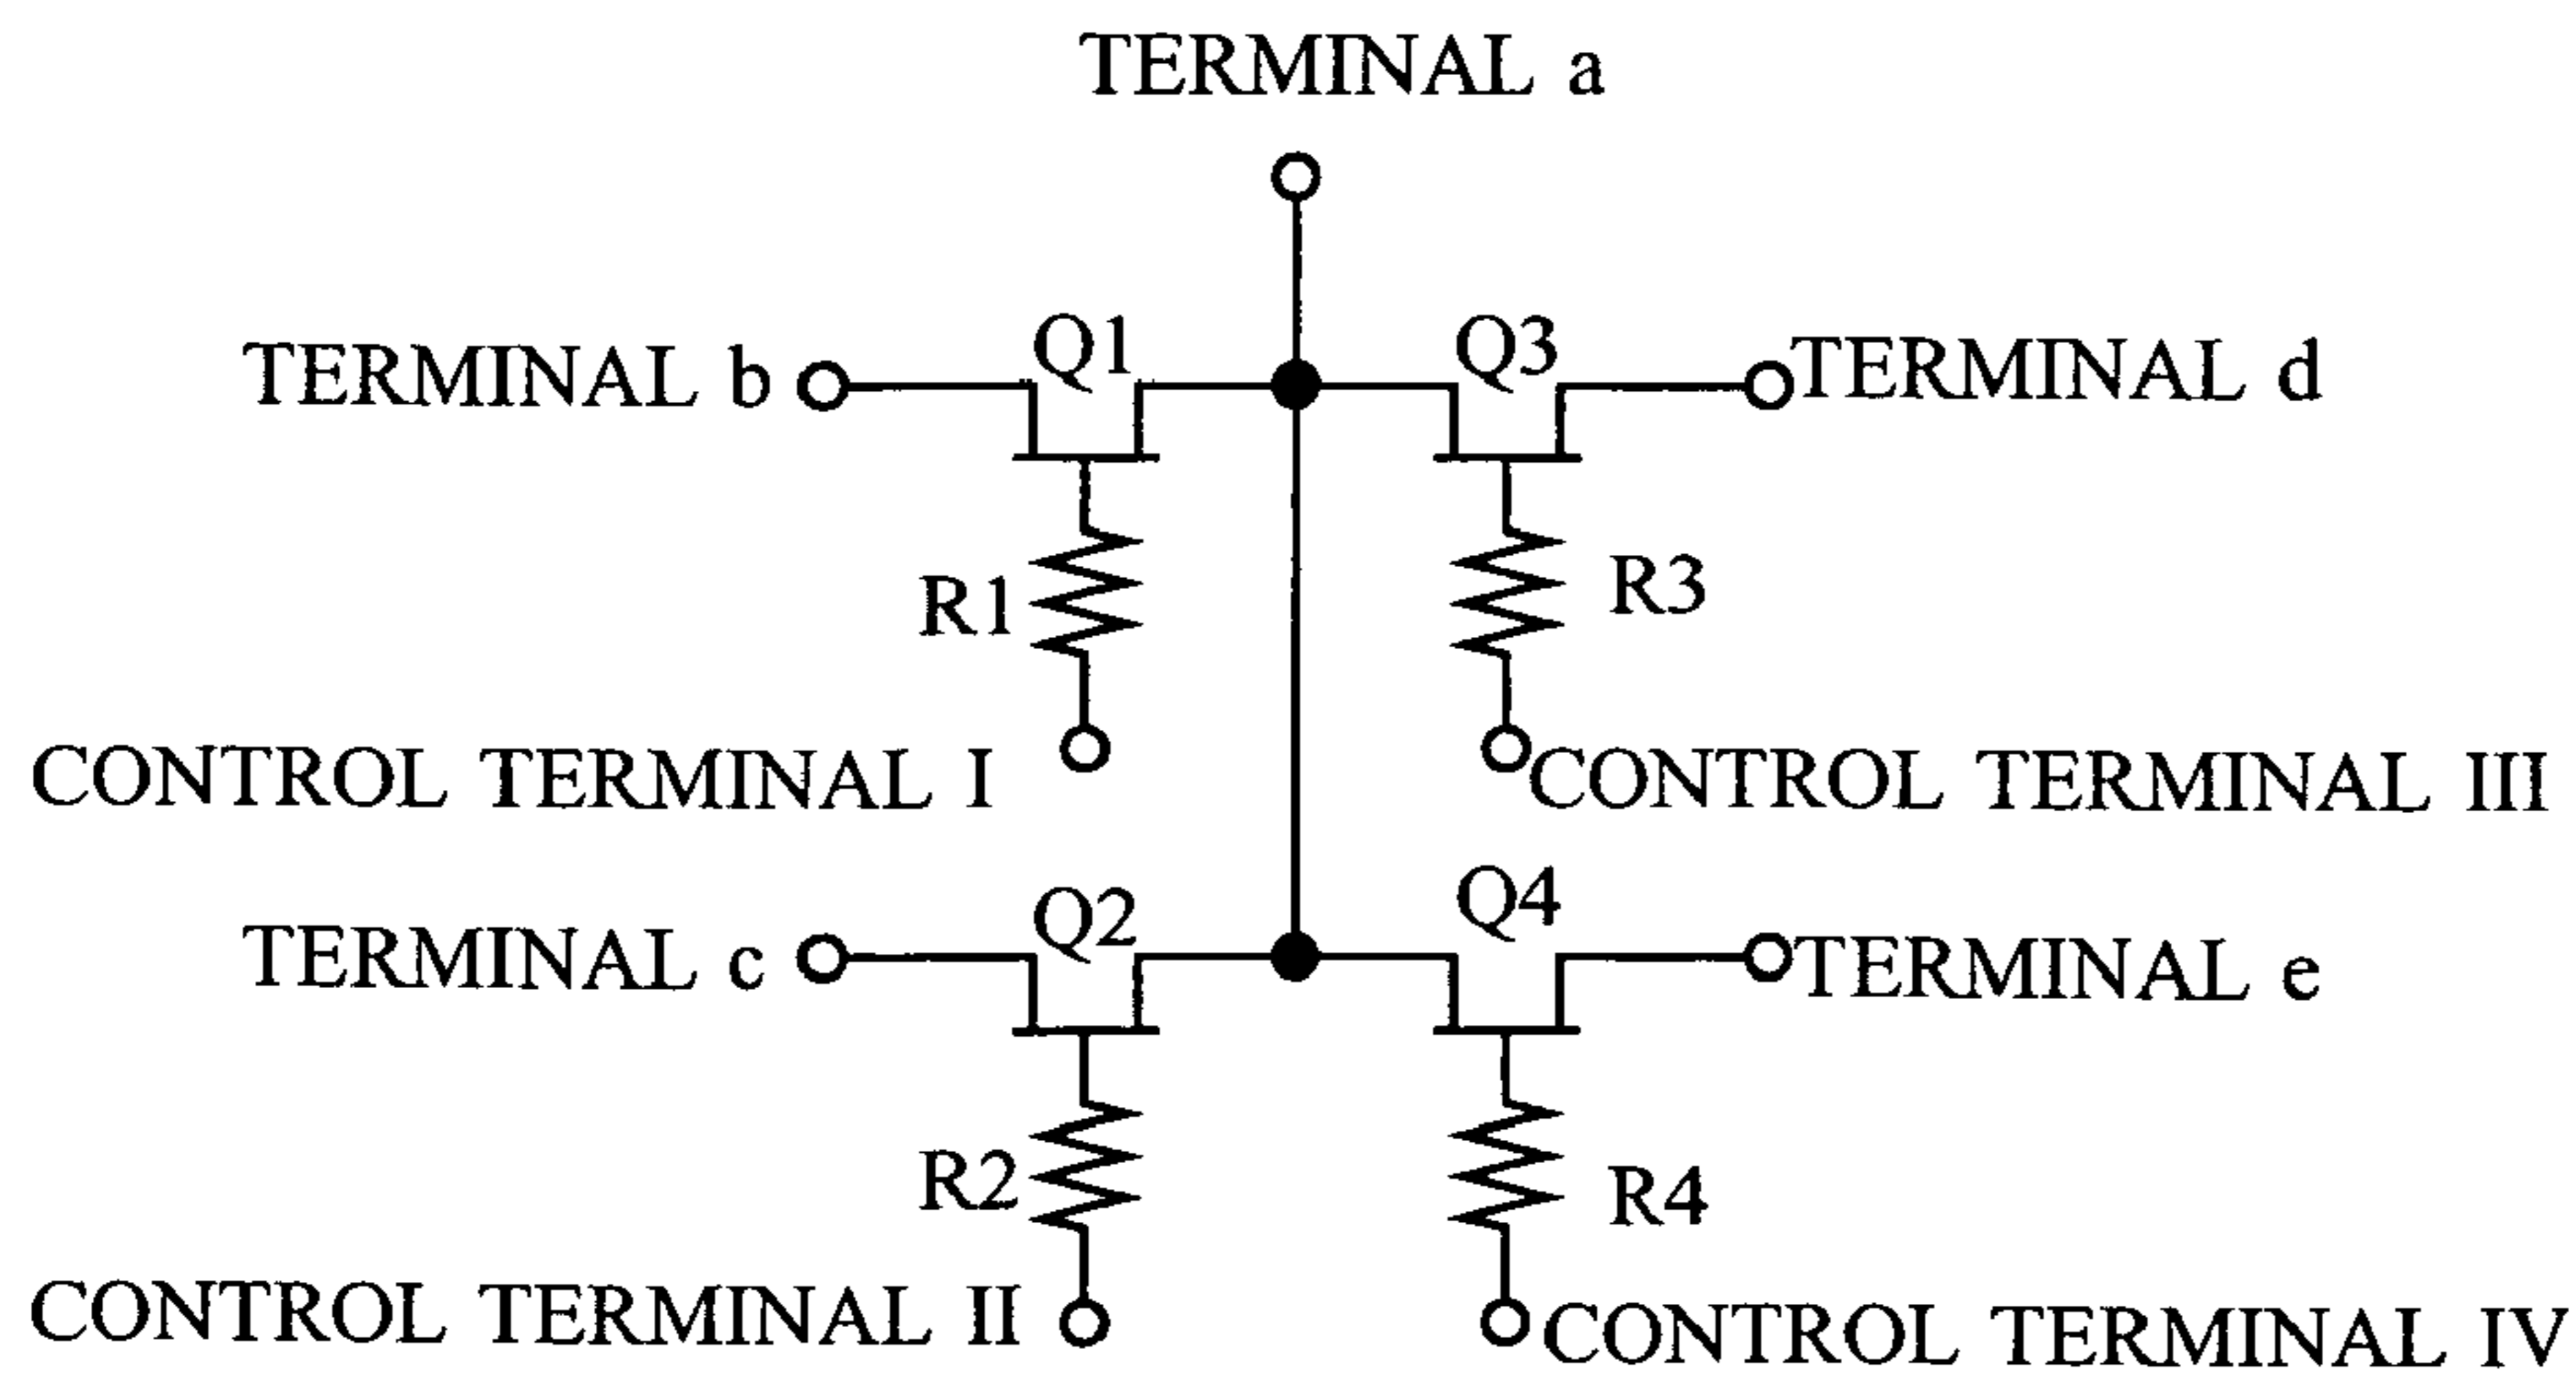 TERMINAL a
Q1
Q3
TERMINAL b
TERMINAL d
R1
R3
CONTROL TERMINAL I
CONTROL TERMINAL III
Q2
Q4
TERMINAL c
TERMINAL e
R2
R4
CONTROL TERMINAL II
CONTROL TERMINAL IV